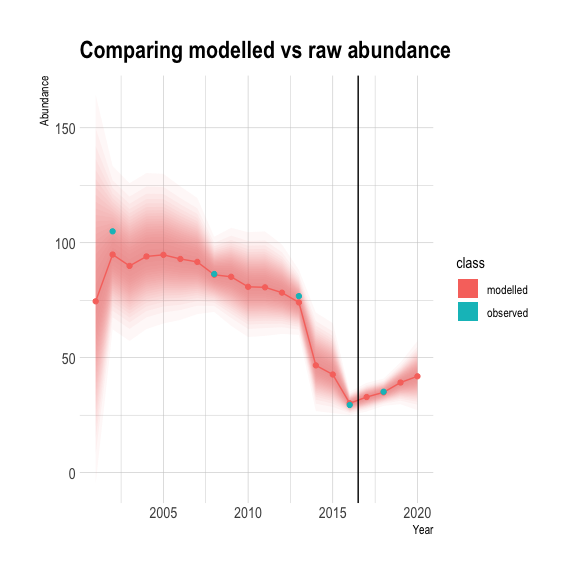 Comparing modelled vs raw abundance
Abundance
150
100
50
0
2005
2010
2015
2020
Year
class
modelled
observed